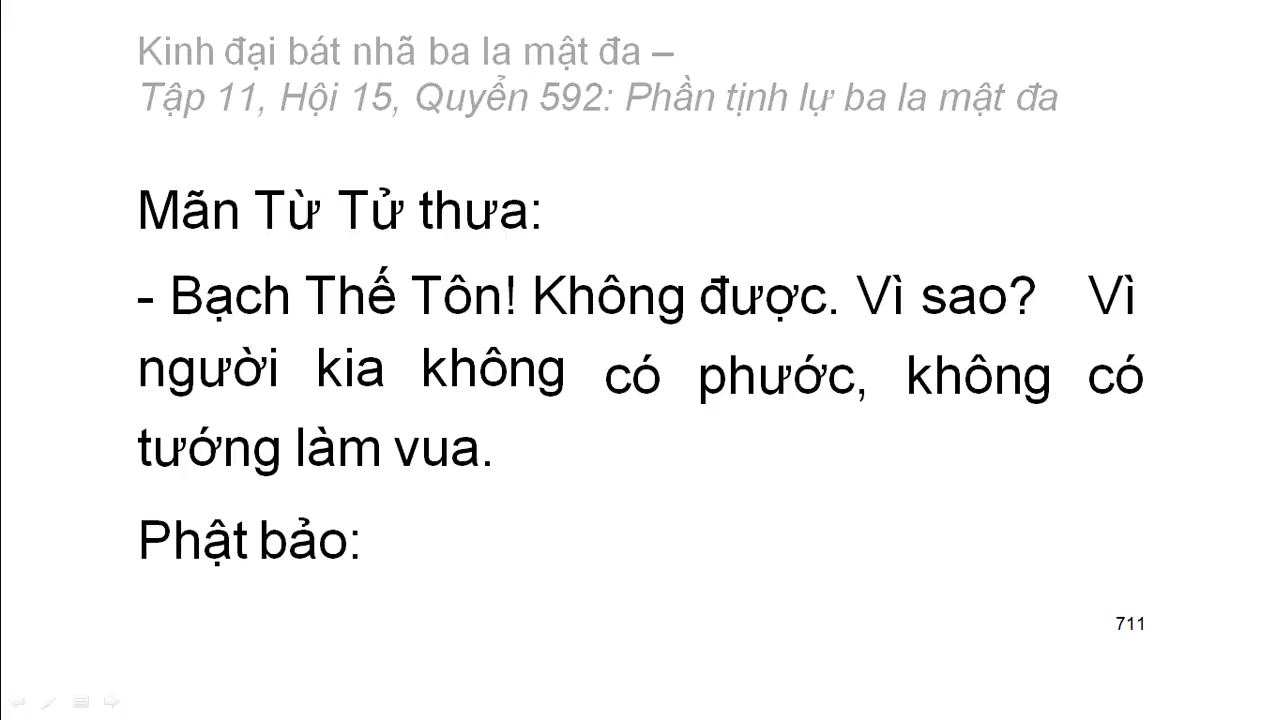 Kinh đại bát nhã ba la mật đa –
Tập 11, Hội 15, Quyển 592: Phần tịnh lự ba la mật đa
Mãn Từ Tử thưa:
- Bạch Thế Tôn! Không được. Vì sao? Vì
người kia không có phước, không có
tướng làm vua.
Phật bảo:
711